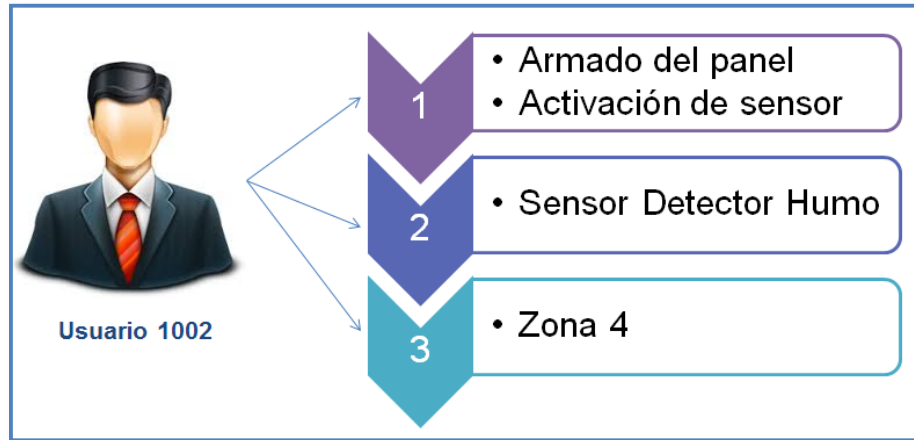 1
• Armado del panel
• Activación de sensor
2
• Sensor Detector Humo
3
• Zona 4
Usuario 1002